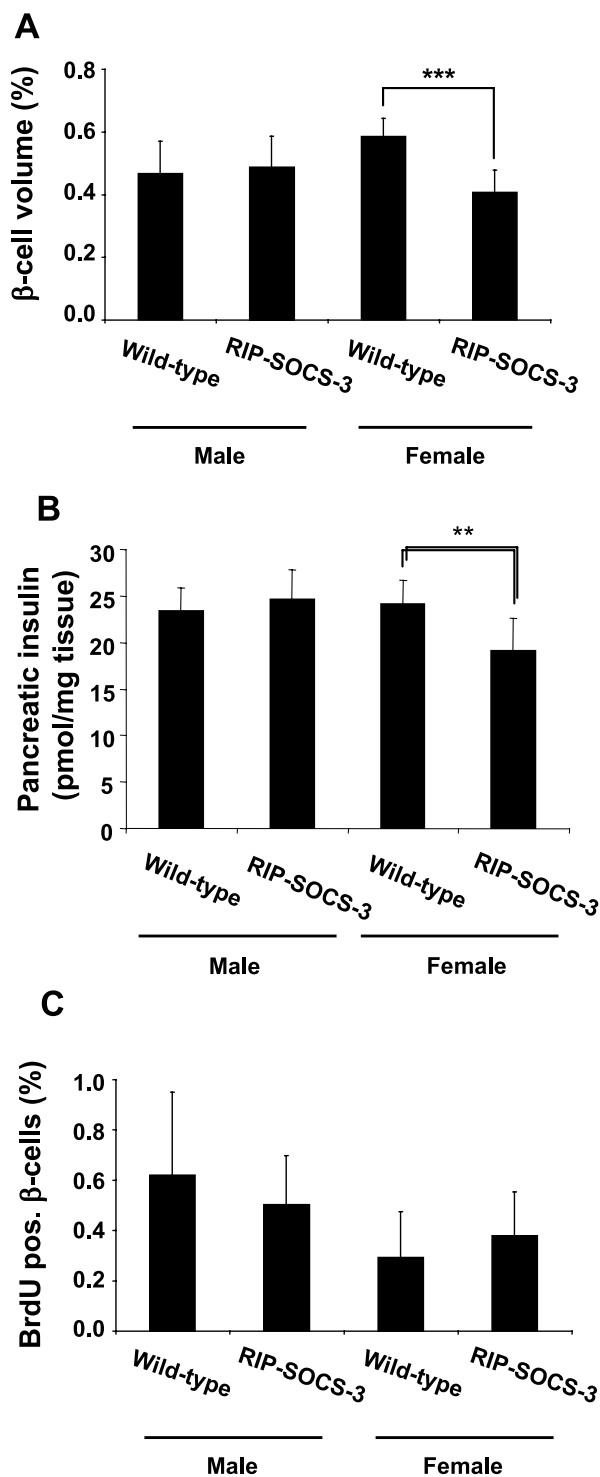 A
β-cell volume (%)
0.8
0.6
0.4
0.2
0.0
***
Wild-type
RIP-SOCS-3
Wild-type
RIP-SOCS-3
Male
Female
B
Pancreatic insulin
(pmol/mg tissue)
30
25
20
15
10
5
0
**
Wild-type
RIP-SOCS-3
Wild-type
RIP-SOCS-3
Male
Female
C
BrdU pos. β-cells (%)
1.0
0.8
0.6
0.4
0.2
0.0
Wild-type
RIP-SOCS-3
Wild-type
RIP-SOCS-3
Male
Female